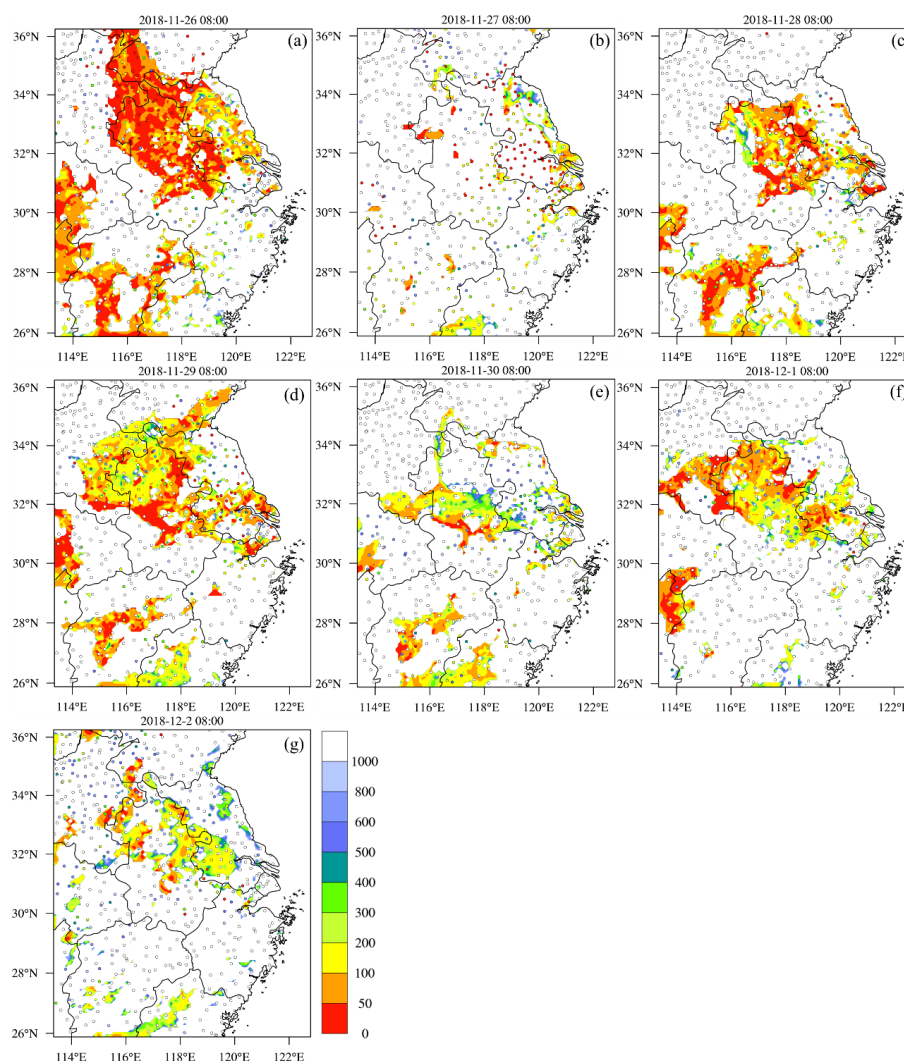 2018-11-26 08:00
2018-11-27 08:00
2018-11-28 08:00
36°N
(a)
36°N
(b)
36°N
(c
34°N
34°N
34°N
32°N
32°N
32°N
30°N
30°N
30°N
28°N
28°N
28°N
26°N
26°N
26°N
114°E 116°E 118°E 120°E 122°E
114°E 116°E 118°E 120°E 122°E
114°E 116°E 118°E 120°E 122°E
2018-11-29 08:00
2018-11-30 08:00
2018-12-1 08:00
36°N
(d)
36°N
(e)
36°N
(f)
34°N
34°N
34°N
32°N
32°N
32°N
30°N
30°N
30°N
28°N
28°N
28°N
26°N
26°N
26°N
114°E 116°E 118°E 120°E 122°E
114°E 116°E 118°E 120°E 122°E
114°E 116°E 118°E 120°E 122°E
2018-12-2 08:00
36°N
(g)
34°N
32°N
30°N
28°N
26°N
114°E 116°E 118°E 120°E 122°E
1000
800
600
500
400
300
200
100
50
0